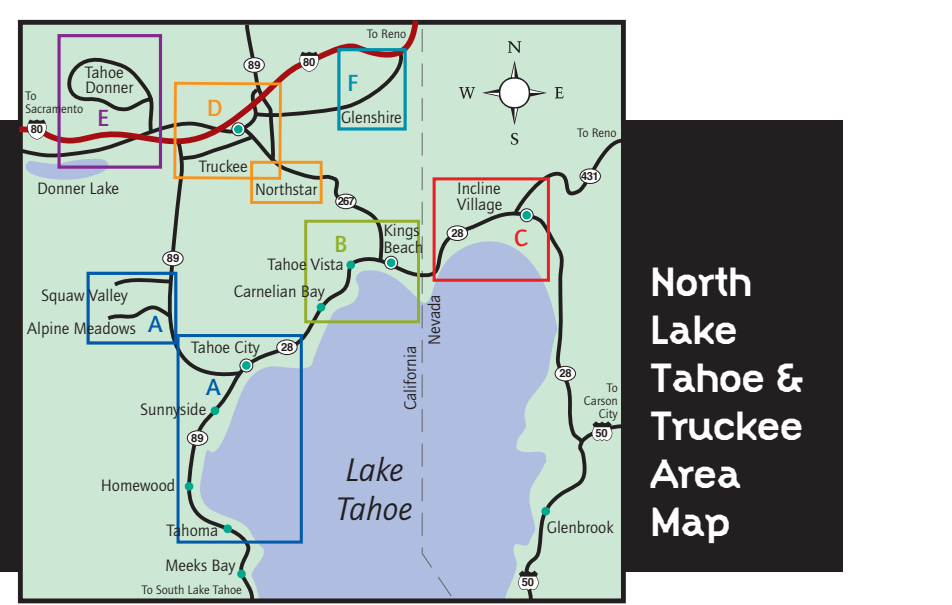 To Reno
N
W E
S
89
80
Tahoe
Donner
E
D
F
Glenshire
To
Sacramento
80
To Reno
Truckee
Donner Lake
Northstar
267
431
Incline
Village
28
C
Kings
Beach
B
Tahoe Vista
89
Squaw Valley
Carnelian Bay
Alpine Meadows
A
Nevada
California
Tahoe City
28
A
Sunnyside
89
28
To
Carson
City
50
Homewood
Lake
Tahoe
Tahoma
Glenbrook
Meeks Bay
To South Lake Tahoe
50
North
Lake
Tahoe &
Truckee
Area
Map